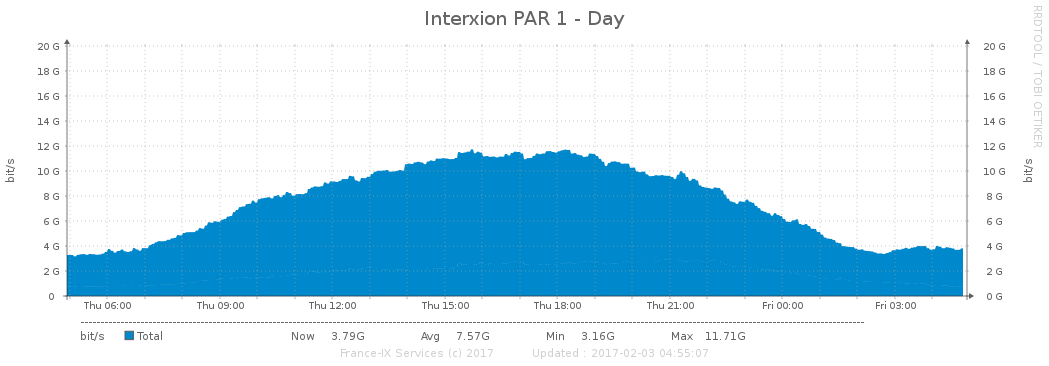 Interxion PAR 1 - Day
RRDTOOL / TOBI OETIKER
20 G 20 G
18 G 18 G
16 G 16 G
14 G 14 G
12 G 12 G
10 G 10 G
8 G 8 G
6 G 6 G
4 G 4 G
2 G 2 G
0 0 G
bit/s
bit/s
Thu 06:00 Thu 09:00 Thu 12:00 Thu 15:00 Thu 18:00 Thu 21:00 Fri 00:00 Fri 03:00
bit/s Total Now 3.79G Avg 7.57G Min 3.16G Max 11.71G
France-IX Services (c) 2017 Updated : 2017-02-03 04:55:07